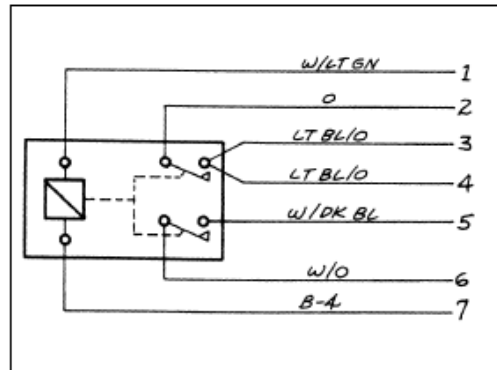 W/LT GN 1
O 2
LT BL/O 3
LT BL/O 4
W/DK BL 5
W/O 6
B-4 7